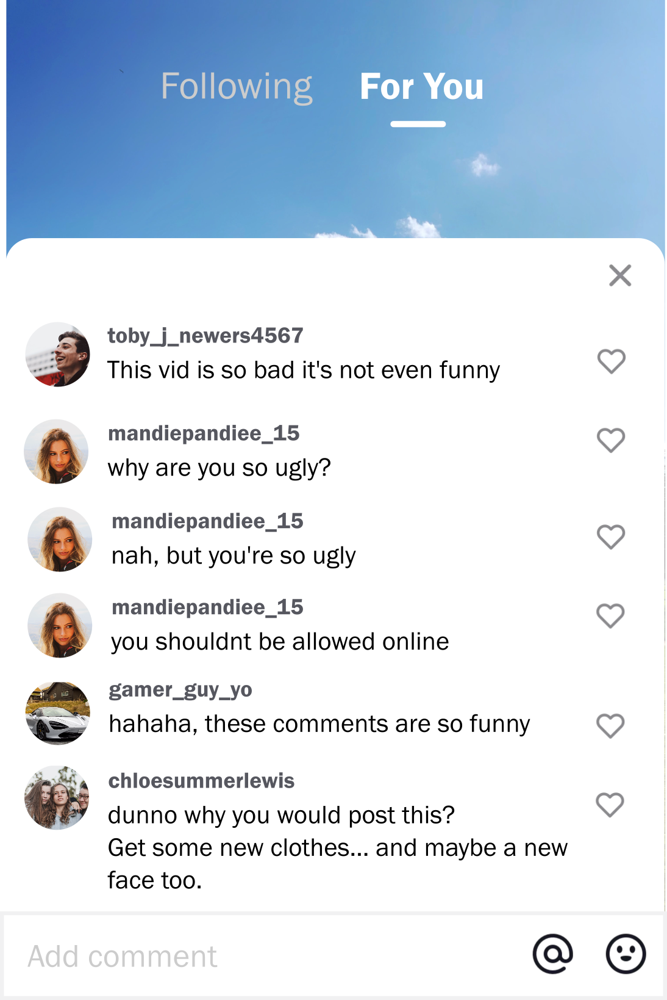 Following For You
toby_j_newers4567
This vid is so bad it's not even funny
mandiepandiee_15
why are you so ugly?
mandiepandiee_15
nah, but you're so ugly
mandiepandiee_15
you shouldnt be allowed online
gamer_guy_yo
hahaha, these comments are so funny
chloesummerlewis
dunno why you would post this?
Get some new clothes... and maybe a new
face too.
Add comment